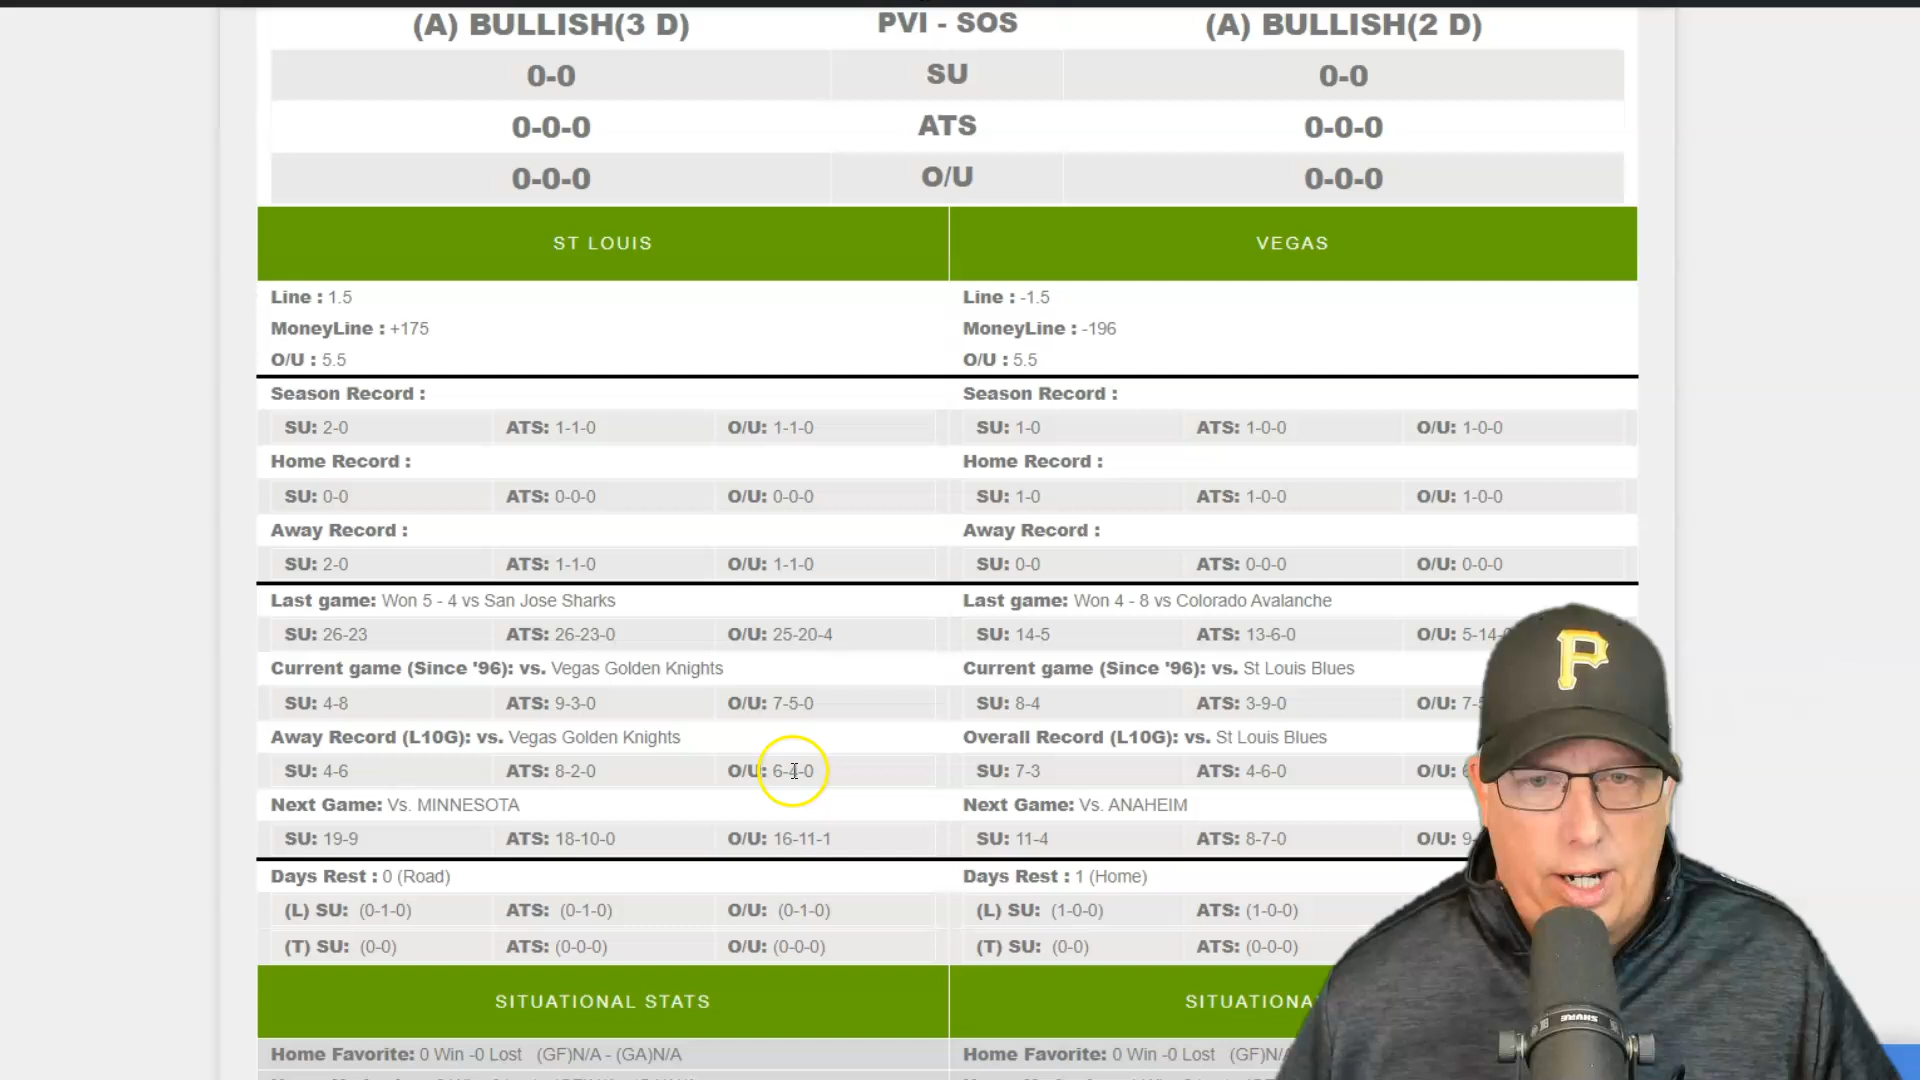 (A) BULLISH(3 D) PVI - SOS (A) BULLISH(2 D)
0-0 SU 0-0
0-0-0 ATS 0-0-0
0-0-0 O/U 0-0-0
ST LOUIS VEGAS
Line : 1.5 Line : -1.5
MoneyLine : +175 MoneyLine : -196
O/U : 5.5 O/U : 5.5
Season Record : Season Record :
SU: 2-0 ATS: 1-1-0 O/U: 1-1-0 SU: 1-0 ATS: 1-0-0 O/U: 1-0-0
Home Record : Home Record :
SU: 0-0 ATS: 0-0-0 O/U: 0-0-0 SU: 1-0 ATS: 1-0-0 O/U: 1-0-0
Away Record : Away Record :
SU: 2-0 ATS: 1-1-0 O/U: 1-1-0 SU: 0-0 ATS: 0-0-0 O/U: 0-0-0
Last game: Won 5 - 4 vs San Jose Sharks Last game: Won 4 - 8 vs Colorado Avalanche
SU: 26-23 ATS: 26-23-0 O/U: 25-20-4 SU: 14-5 ATS: 13-6-0 O/U: 5-14-
Current game (Since '96): vs. Vegas Golden Knights Current game (Since '96): vs. St Louis Blues
SU: 4-8 ATS: 9-3-0 O/U: 7-5-0 SU: 8-4 ATS: 3-9-0 O/U: 7-
Away Record (L10G): vs. Vegas Golden Knights Overall Record (L10G): vs. St Louis Blues
SU: 4-6 ATS: 8-2-0 O/U: 6-4-0 SU: 7-3 ATS: 4-6-0 O/U:
Next Game: Vs. MINNESOTA Next Game: Vs. ANAHEIM
SU: 19-9 ATS: 18-10-0 O/U: 16-11-1 SU: 11-4 ATS: 8-7-0 O/U: 9-
Days Rest : 0 (Road) Days Rest : 1 (Home)
(L) SU: (0-1-0) ATS: (0-1-0) O/U: (0-1-0) (L) SU: (1-0-0) ATS: (1-0-0)
(T) SU: (0-0) ATS: (0-0-0) O/U: (0-0-0) (T) SU: (0-0) ATS: (0-0-0)
SITUATIONAL STATS SITUATIONA
Home Favorite: 0 Win -0 Lost (GF)N/A - (GA)N/A Home Favorite: 0 Win -0 Lost (GF)N/
P
SHURE